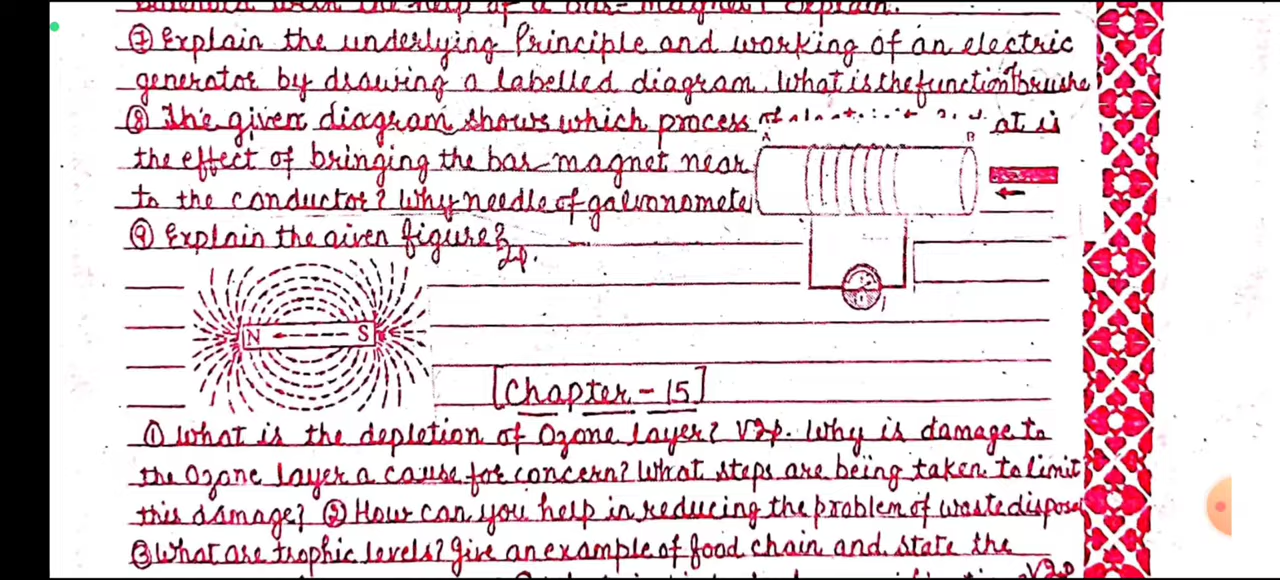 ⑦ Explain the underlying Principle and working of an electric
generator by drawing a labelled diagram. What is the function
⑧ The given diagram shows which process of
A B
the effect of bringing the bar-magnet near
to the conductor? Why needle of galvonomete
⑨ Explain the given figure?
N S
[Chapter - 15]
① What is the depletion of Ozone layer? V2p. Why is damage to
the Ozone layer a cause for concern? What steps are being taken to limit
this damage? ② How can you help in reducing the problem of waste disposal
③ What are trophic levels? Give an example of food chain and state the